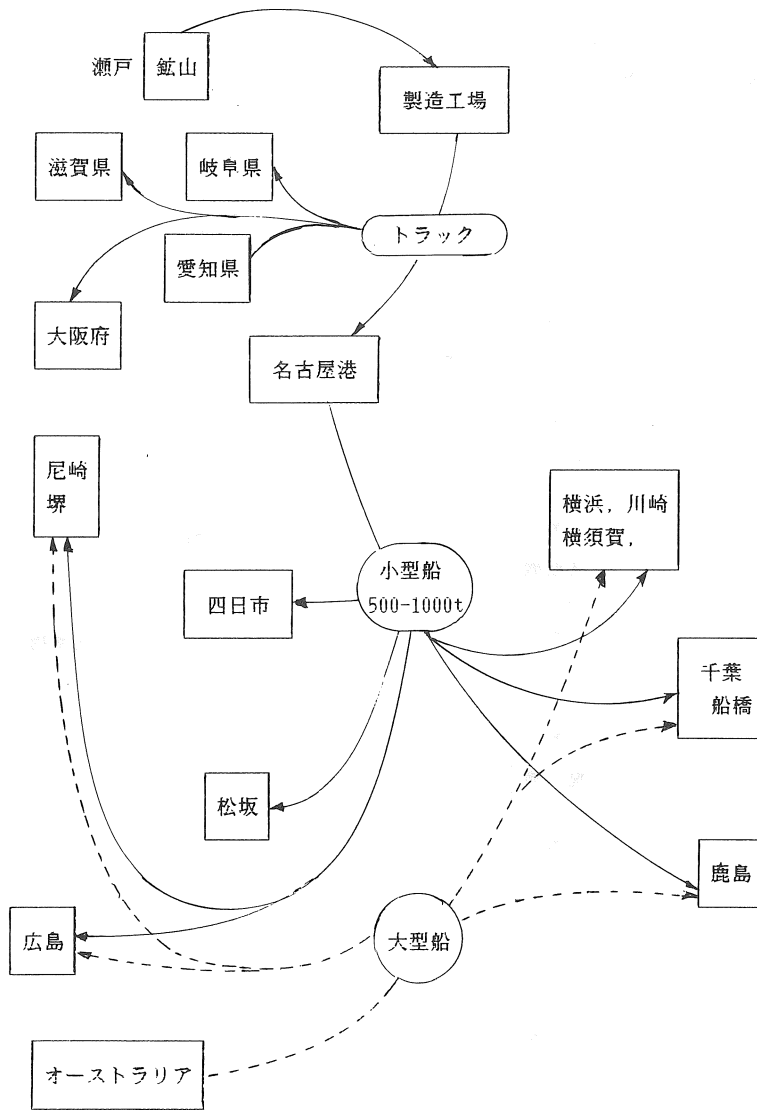 瀬戸 鉱山
製造工場
滋賀県
岐阜県
トラック
愛知県
大阪府
名古屋港
尼崎
堺
横浜，川崎
横須賀，
小型船
500-1000t
四日市
千葉
船橋
松坂
鹿島
広島
大型船
オーストラリア